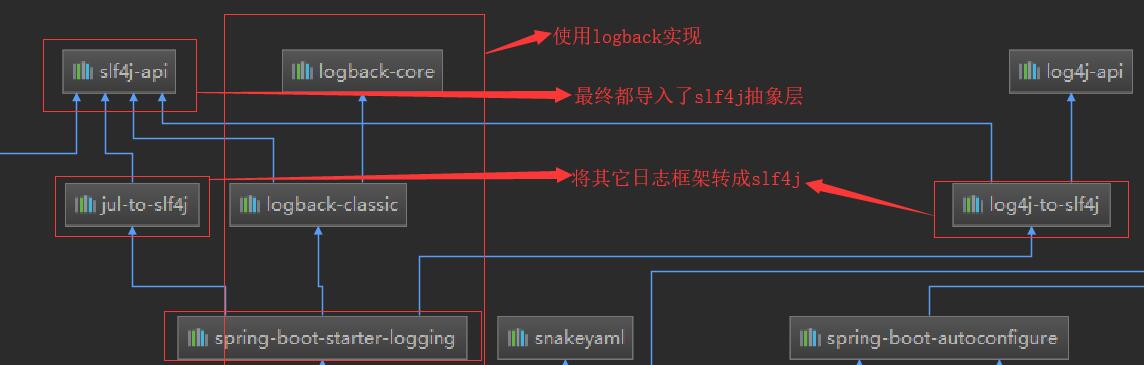 使用logback实现
slf4j-api
logback-core
log4j-api
最终都导入了slf4j抽象层
将其它日志框架转成slf4j
jul-to-slf4j
logback-classic
log4j-to-slf4j
spring-boot-starter-logging
snakeyaml
spring-boot-autoconfigure